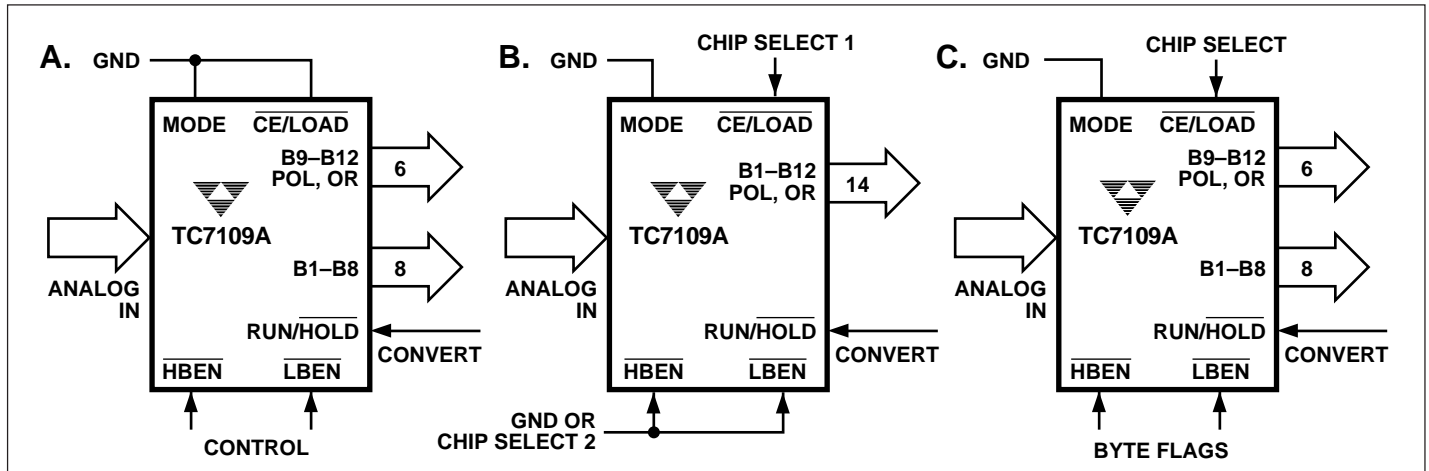 A.
GND
MODE
CE/LOAD
B9–B12
POL, OR
6
TC7109A
B1–B8
8
ANALOG
IN
RUN/HOLD
CONVERT
HBEN
LBEN
CONTROL
B.
GND
CHIP SELECT 1
MODE
CE/LOAD
B1–B12
POL, OR
14
TC7109A
ANALOG
IN
RUN/HOLD
CONVERT
HBEN
LBEN
GND OR
CHIP SELECT 2
C.
GND
CHIP SELECT
MODE
CE/LOAD
B9–B12
POL, OR
6
TC7109A
B1–B8
8
ANALOG
IN
RUN/HOLD
CONVERT
HBEN
LBEN
BYTE FLAGS